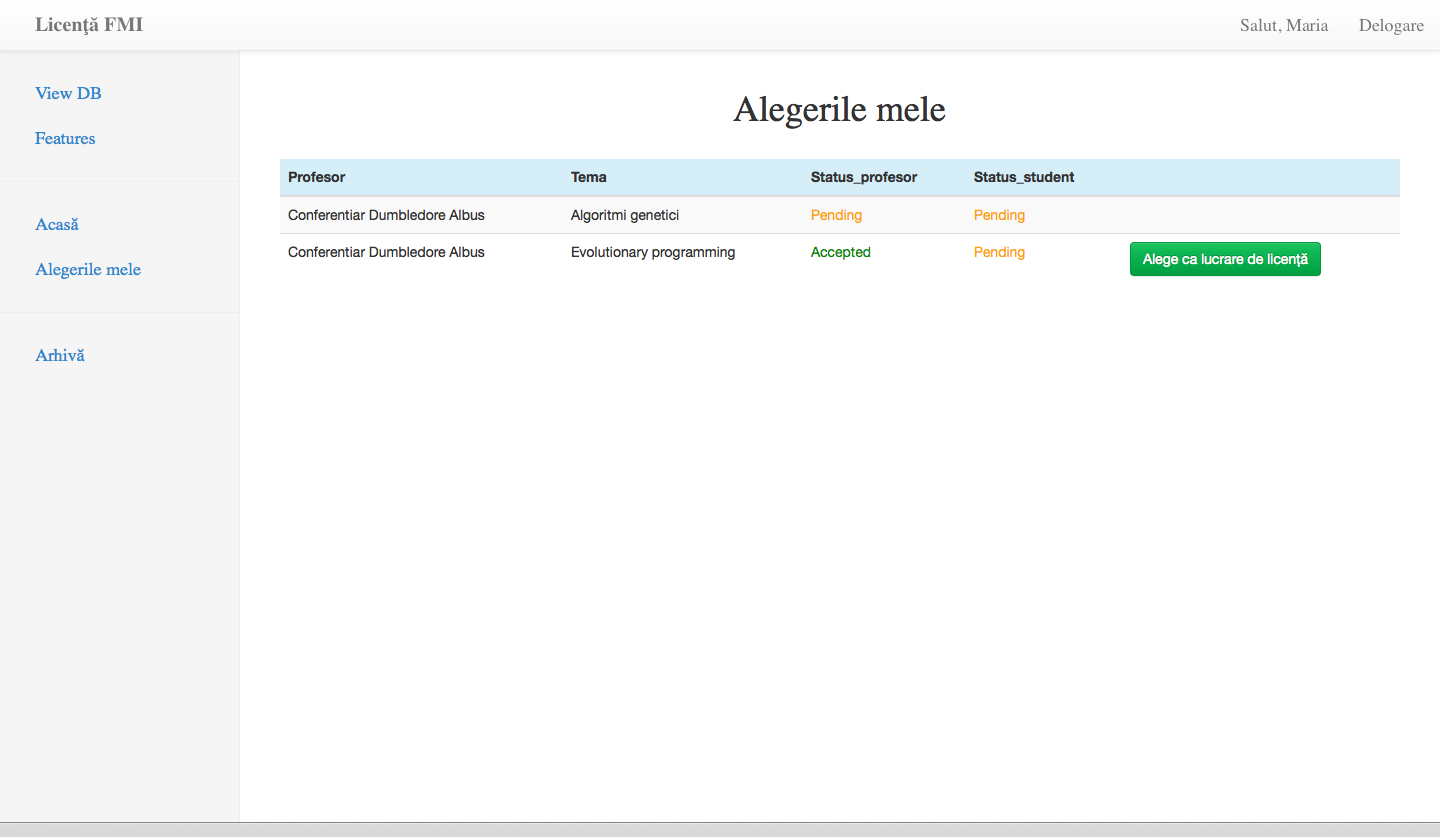 Licenţă FMI Salut, Maria Delogare
View DB
Features
Acasă
Alegerile mele
Arhivă
Alegerile mele
Profesor Tema Status_profesor Status_student
Conferentiar Dumbledore Albus Algoritmi genetici Pending Pending
Conferentiar Dumbledore Albus Evolutionary programming Accepted Pending Alege ca lucrare de licență